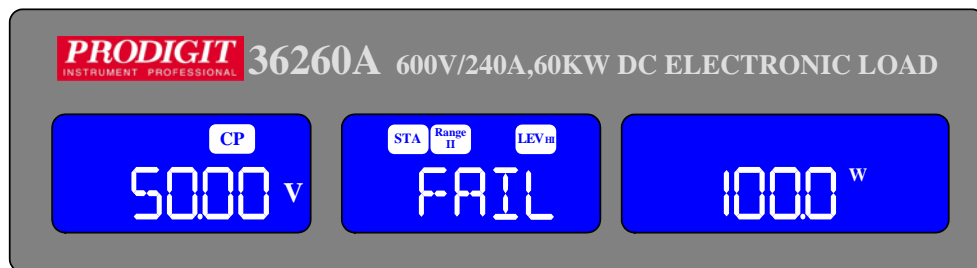 PRODIGIT
INSTRUMENT PROFESSIONAL
36260A 600V/240A,60KW DC ELECTRONIC LOAD
CP
50.00 V
STA Range II LEV HI
FAIL
100.0 W